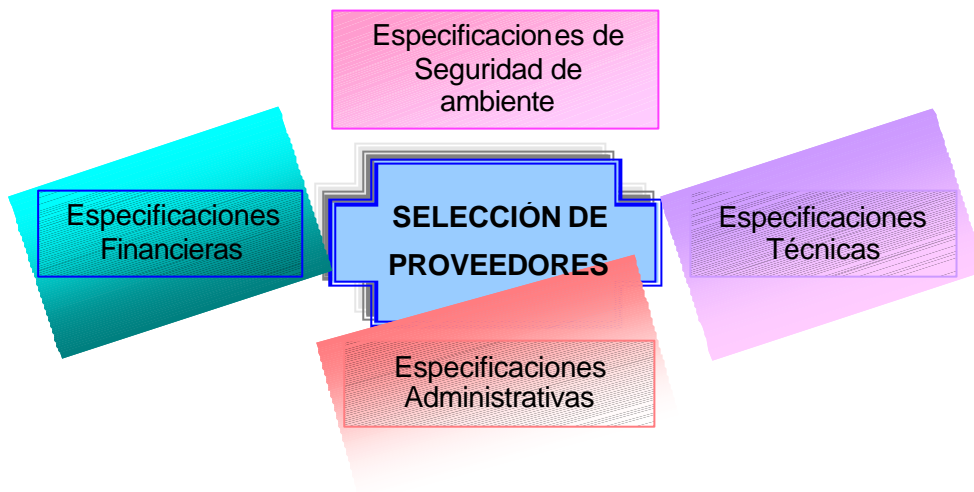 Especificaciones de
Seguridad de
ambiente
Especificaciones
Financieras
SELECCIÓN DE
PROVEEDORES
Especificaciones
Técnicas
Especificaciones
Administrativas